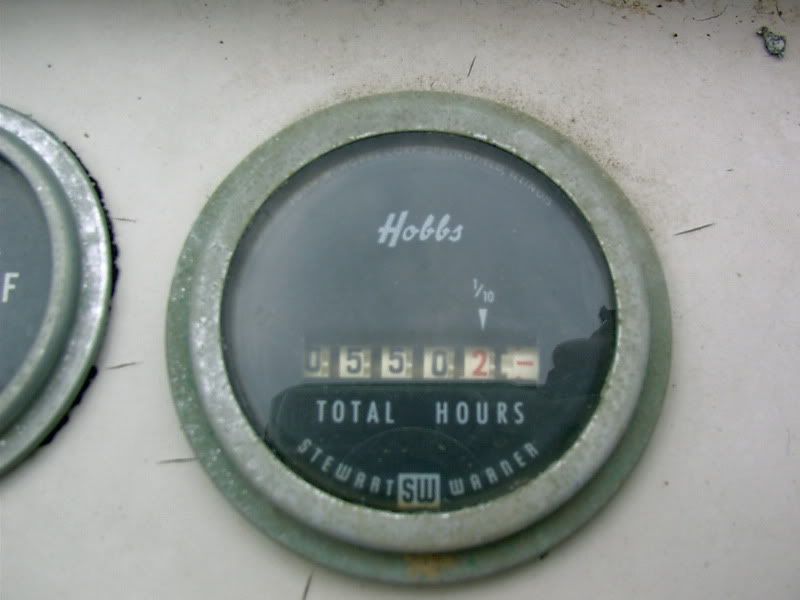 Hobbs
1/10
0 5 5 0 2 -
TOTAL HOURS
STEWART SW WARNER
F